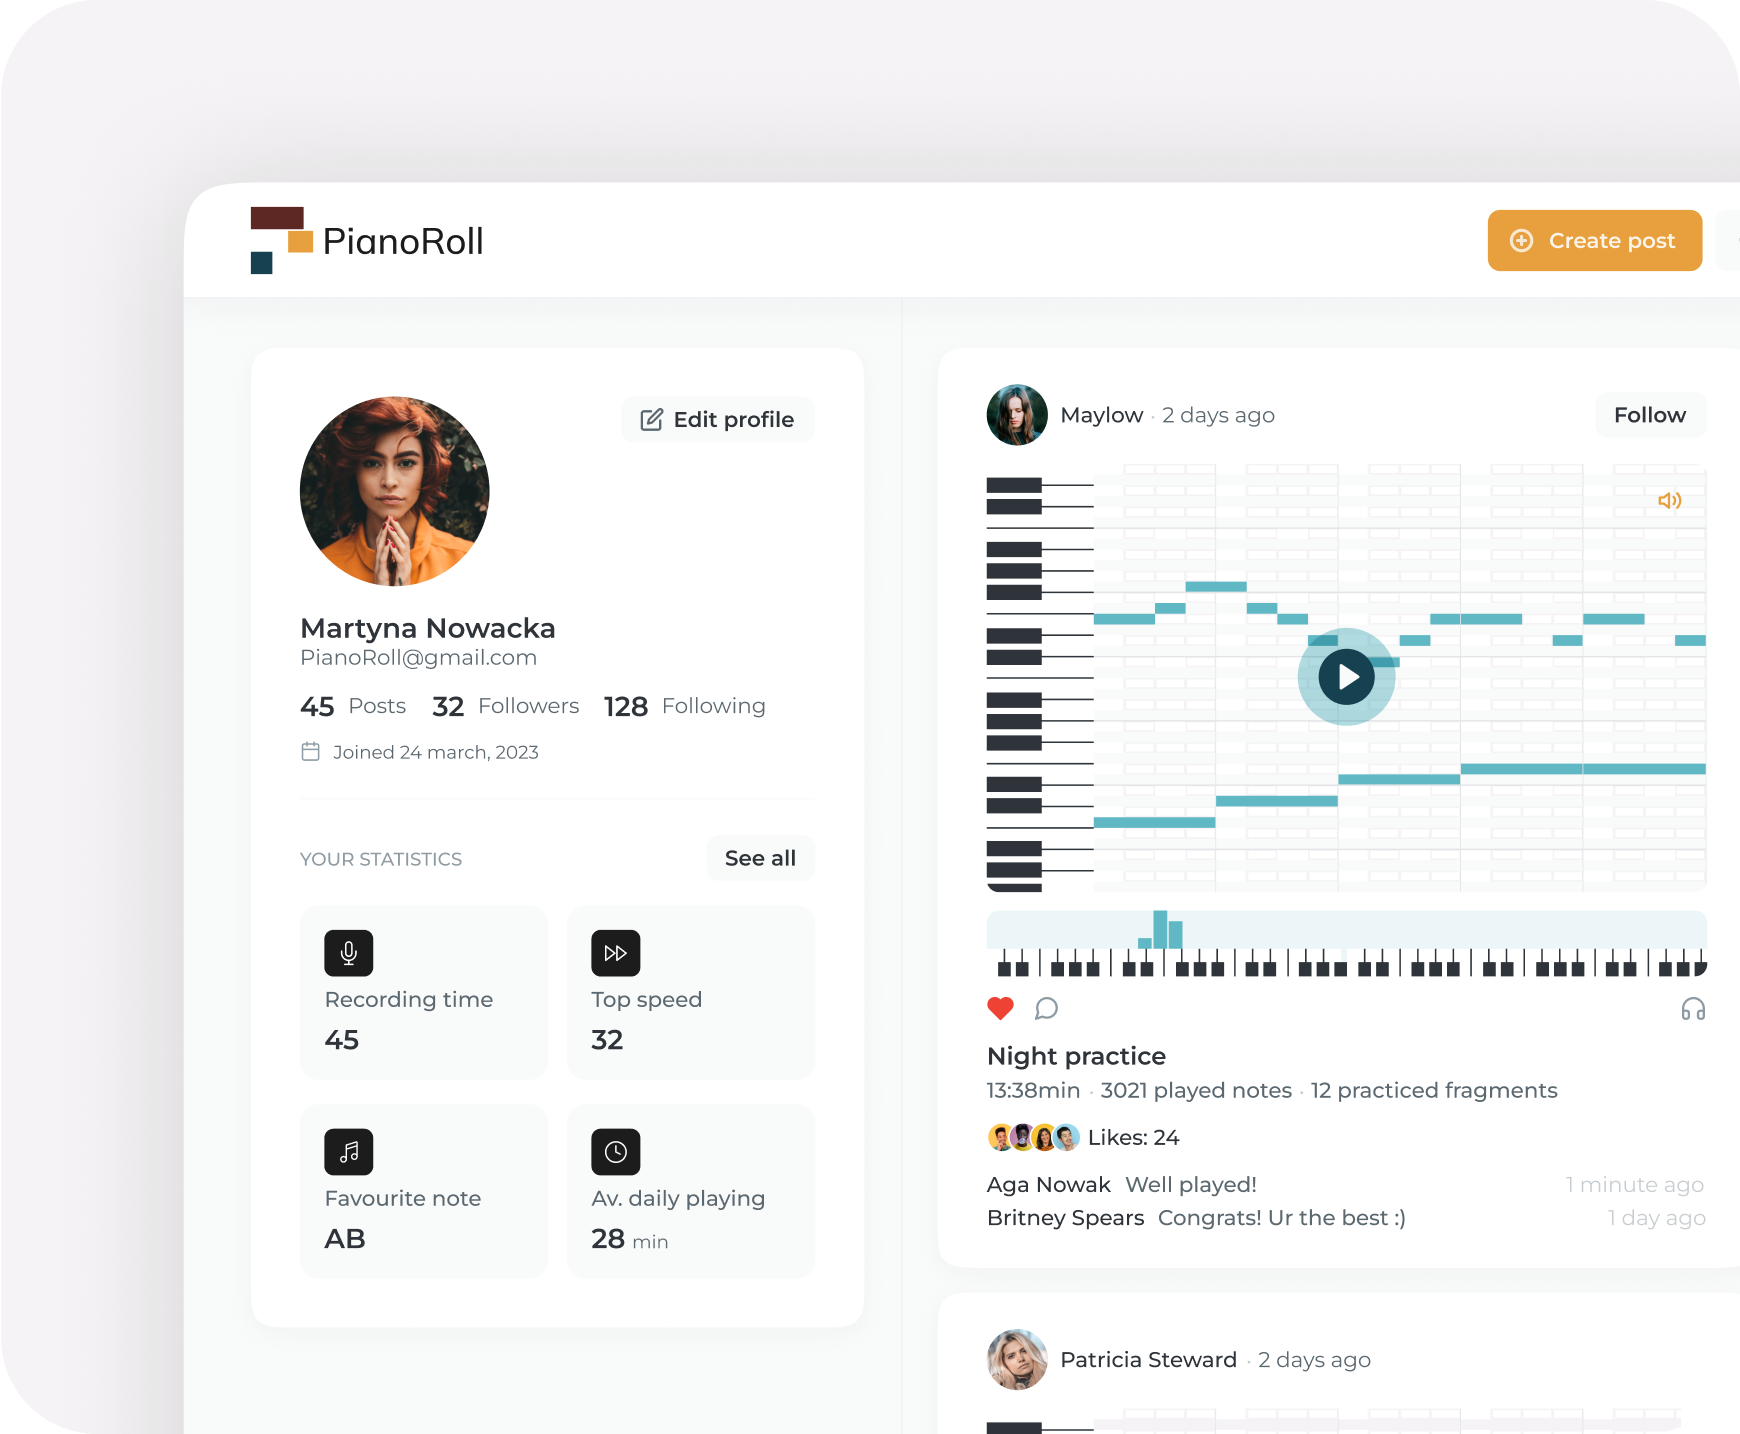 PianoRoll
Create post
Edit profile
Martyna Nowacka
PianoRoll@gmail.com
45 Posts 32 Followers 128 Following
Joined 24 march, 2023
YOUR STATISTICS
See all
Recording time
45
Top speed
32
Favourite note
AB
Av. daily playing
28 min
Maylow · 2 days ago
Follow
Night practice
13:38min · 3021 played notes · 12 practiced fragments
Likes: 24
Aga Nowak Well played! 1 minute ago
Britney Spears Congrats! Ur the best :) 1 day ago
Patricia Steward · 2 days ago